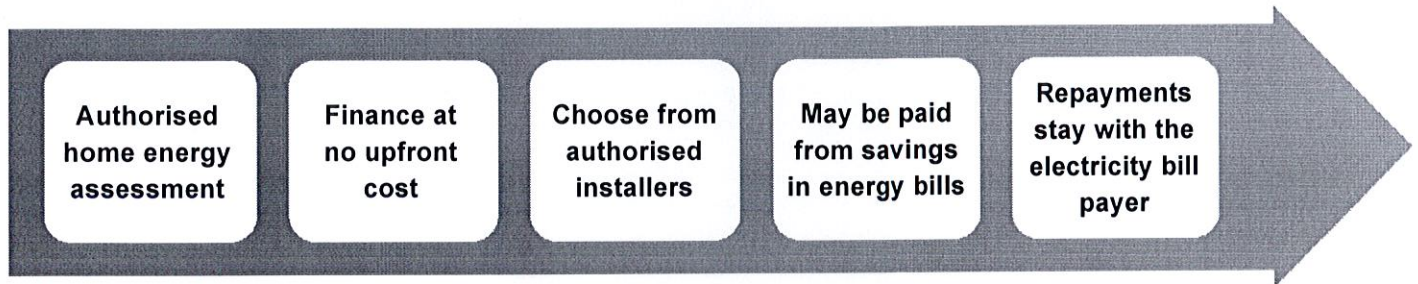 Authorised
home energy
assessment
Finance at
no upfront
cost
Choose from
authorised
installers
May be paid
from savings
in energy bills
Repayments
stay with the
electricity bill
payer